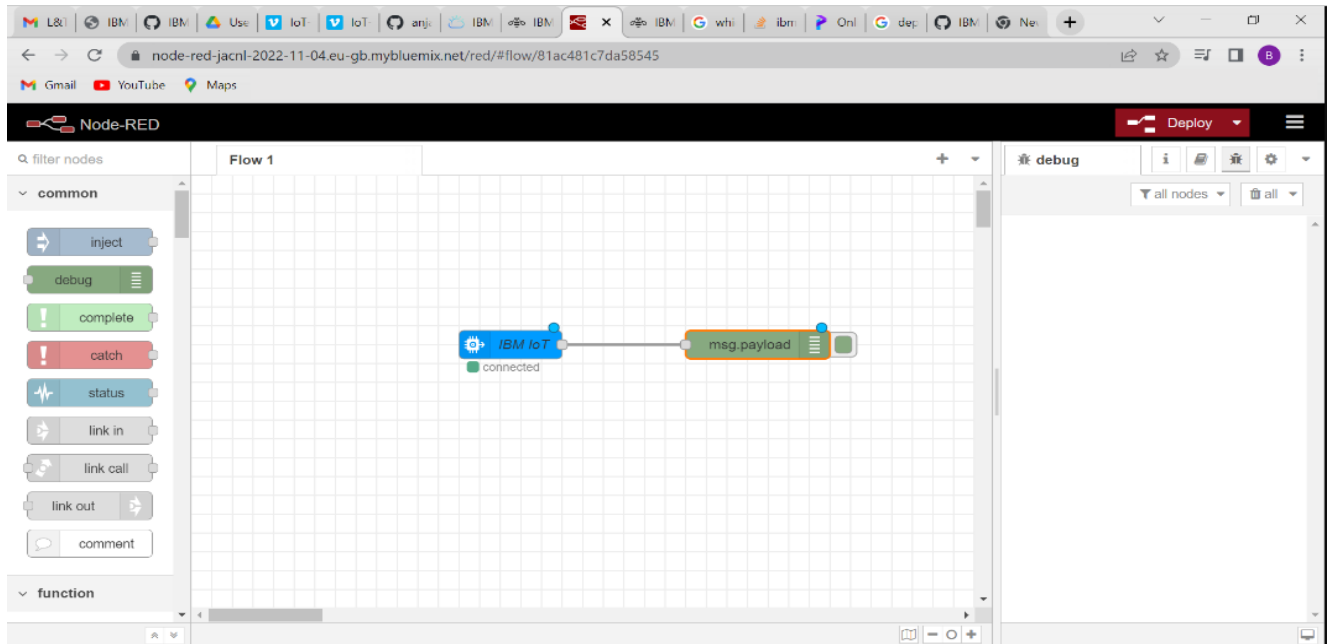 L&T IBM IBM Use IoT- IoT- anja IBM IBM IBM G whi ibm Onl dep IBM Nev
node-red-jacnl-2022-11-04.eu-gb.mybluemix.net/red/#flow/81ac481c7da58545 B
Gmail YouTube Maps
Node-RED Deploy
filter nodes Flow 1 debug i
common all nodes all
inject
debug
complete
IBM IoT msg.payload
catch
connected
status
link in
link call
link out
comment
function